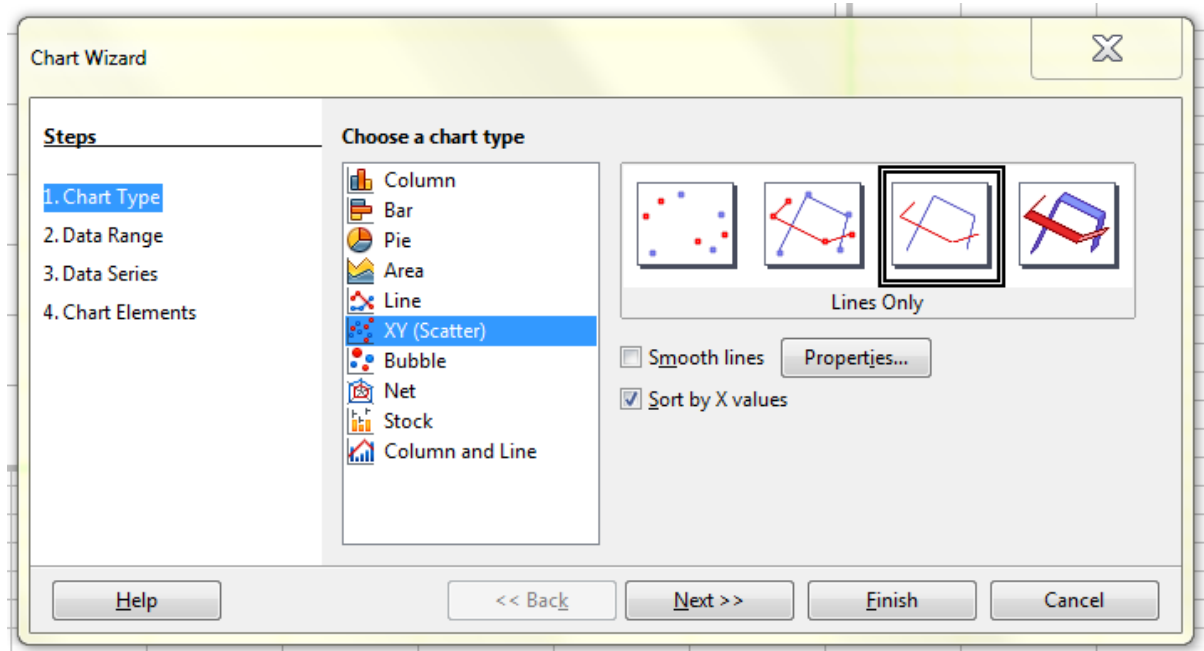 Chart Wizard
Steps
1. Chart Type
2. Data Range
3. Data Series
4. Chart Elements
Choose a chart type
Column
Bar
Pie
Area
Line
XY (Scatter)
Bubble
Net
Stock
Column and Line
Lines Only
Smooth lines
Properties...
Sort by X values
Help
<< Back
Next >>
Finish
Cancel